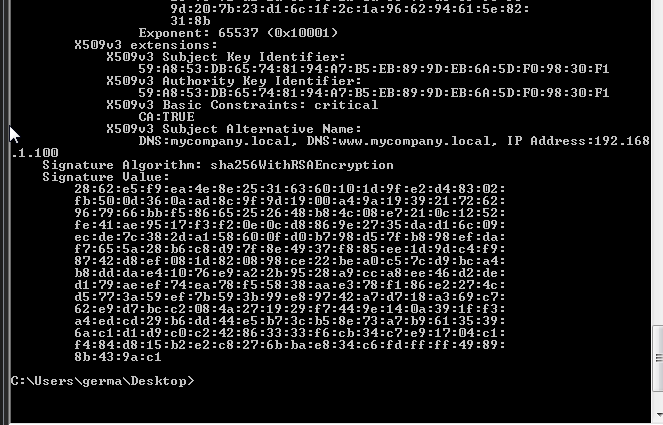 9d:20:7b:23:d1:6c:1f:2c:1a:96:62:94:61:5e:82:
31:8b
Exponent: 65537 (0x10001)
X509v3 extensions:
X509v3 Subject Key Identifier:
59:A8:53:DB:65:74:81:94:A7:B5:EB:89:9D:EB:6A:5D:F0:98:30:F1
X509v3 Authority Key Identifier:
59:A8:53:DB:65:74:81:94:A7:B5:EB:89:9D:EB:6A:5D:F0:98:30:F1
X509v3 Basic Constraints: critical
CA:TRUE
X509v3 Subject Alternative Name:
DNS:mycompany.local, DNS:www.mycompany.local, IP Address:192.168
.1.100
Signature Algorithm: sha256WithRSAEncryption
Signature Value:
28:62:e5:f9:ea:4e:8e:25:31:63:60:10:1d:9f:e2:d4:83:02:
fb:50:0d:36:0a:ad:8c:9f:9d:19:00:a4:9a:19:39:21:72:62:
96:79:66:bb:f5:86:65:25:26:48:b8:4c:08:e7:21:0c:12:52:
fe:41:ae:95:17:f3:f2:0e:0c:d8:86:9e:27:35:da:d1:6c:09:
ec:de:7c:38:2d:a1:58:60:0f:d0:b7:98:d5:7f:b8:98:ef:da:
f7:65:5a:28:b6:c8:d9:7f:8e:49:37:f8:85:ee:1d:9d:c4:f9:
87:42:d8:ef:08:1d:82:08:98:ce:22:be:a0:c5:7c:d9:bc:a4:
b8:dd:da:e4:10:76:e9:a2:2b:95:28:a9:cc:a8:ee:46:d2:de:
d1:79:ae:ef:74:ea:78:f5:58:38:aa:e3:78:f1:86:e2:27:4c:
d5:77:3a:59:ef:7b:59:3b:99:e8:97:42:a7:d7:18:a3:69:c7:
62:e9:d7:bc:c2:08:4a:27:19:29:f7:44:9e:14:0a:39:1f:f3:
a4:ed:cd:29:b6:dd:44:e5:b7:3c:b5:8e:73:a7:b9:61:35:39:
6a:c1:d1:d9:c0:c2:42:86:33:33:f6:cb:34:c7:e9:17:04:c1:
f4:84:d8:15:b2:e2:c8:27:6b:ba:e8:34:c6:fd:ff:ff:49:89:
8b:43:9a:c1
C:\Users\germa\Desktop>